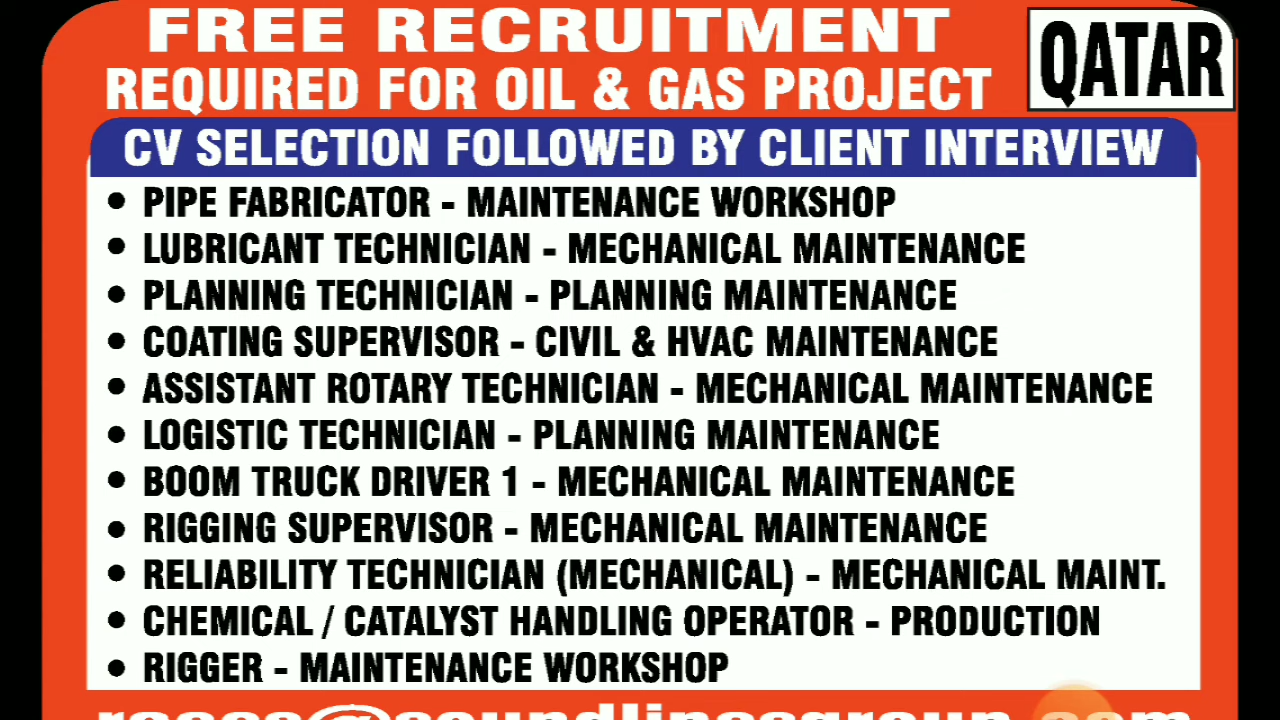 FREE RECRUITMENT
REQUIRED FOR OIL & GAS PROJECT
QATAR
CV SELECTION FOLLOWED BY CLIENT INTERVIEW
• PIPE FABRICATOR - MAINTENANCE WORKSHOP
• LUBRICANT TECHNICIAN - MECHANICAL MAINTENANCE
• PLANNING TECHNICIAN - PLANNING MAINTENANCE
• COATING SUPERVISOR - CIVIL & HVAC MAINTENANCE
• ASSISTANT ROTARY TECHNICIAN - MECHANICAL MAINTENANCE
• LOGISTIC TECHNICIAN - PLANNING MAINTENANCE
• BOOM TRUCK DRIVER 1 - MECHANICAL MAINTENANCE
• RIGGING SUPERVISOR - MECHANICAL MAINTENANCE
• RELIABILITY TECHNICIAN (MECHANICAL) - MECHANICAL MAINT.
• CHEMICAL / CATALYST HANDLING OPERATOR - PRODUCTION
• RIGGER - MAINTENANCE WORKSHOP